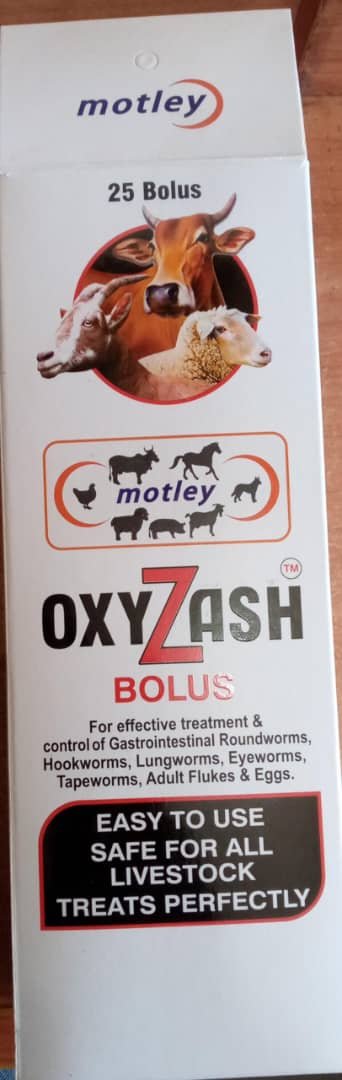 motley
25 Bolus
motley
OXYZASH TM
BOLUS
For effective treatment &
control of Gastrointestinal Roundworms,
Hookworms, Lungworms, Eyeworms,
Tapeworms, Adult Flukes & Eggs.
EASY TO USE
SAFE FOR ALL
LIVESTOCK
TREATS PERFECTLY